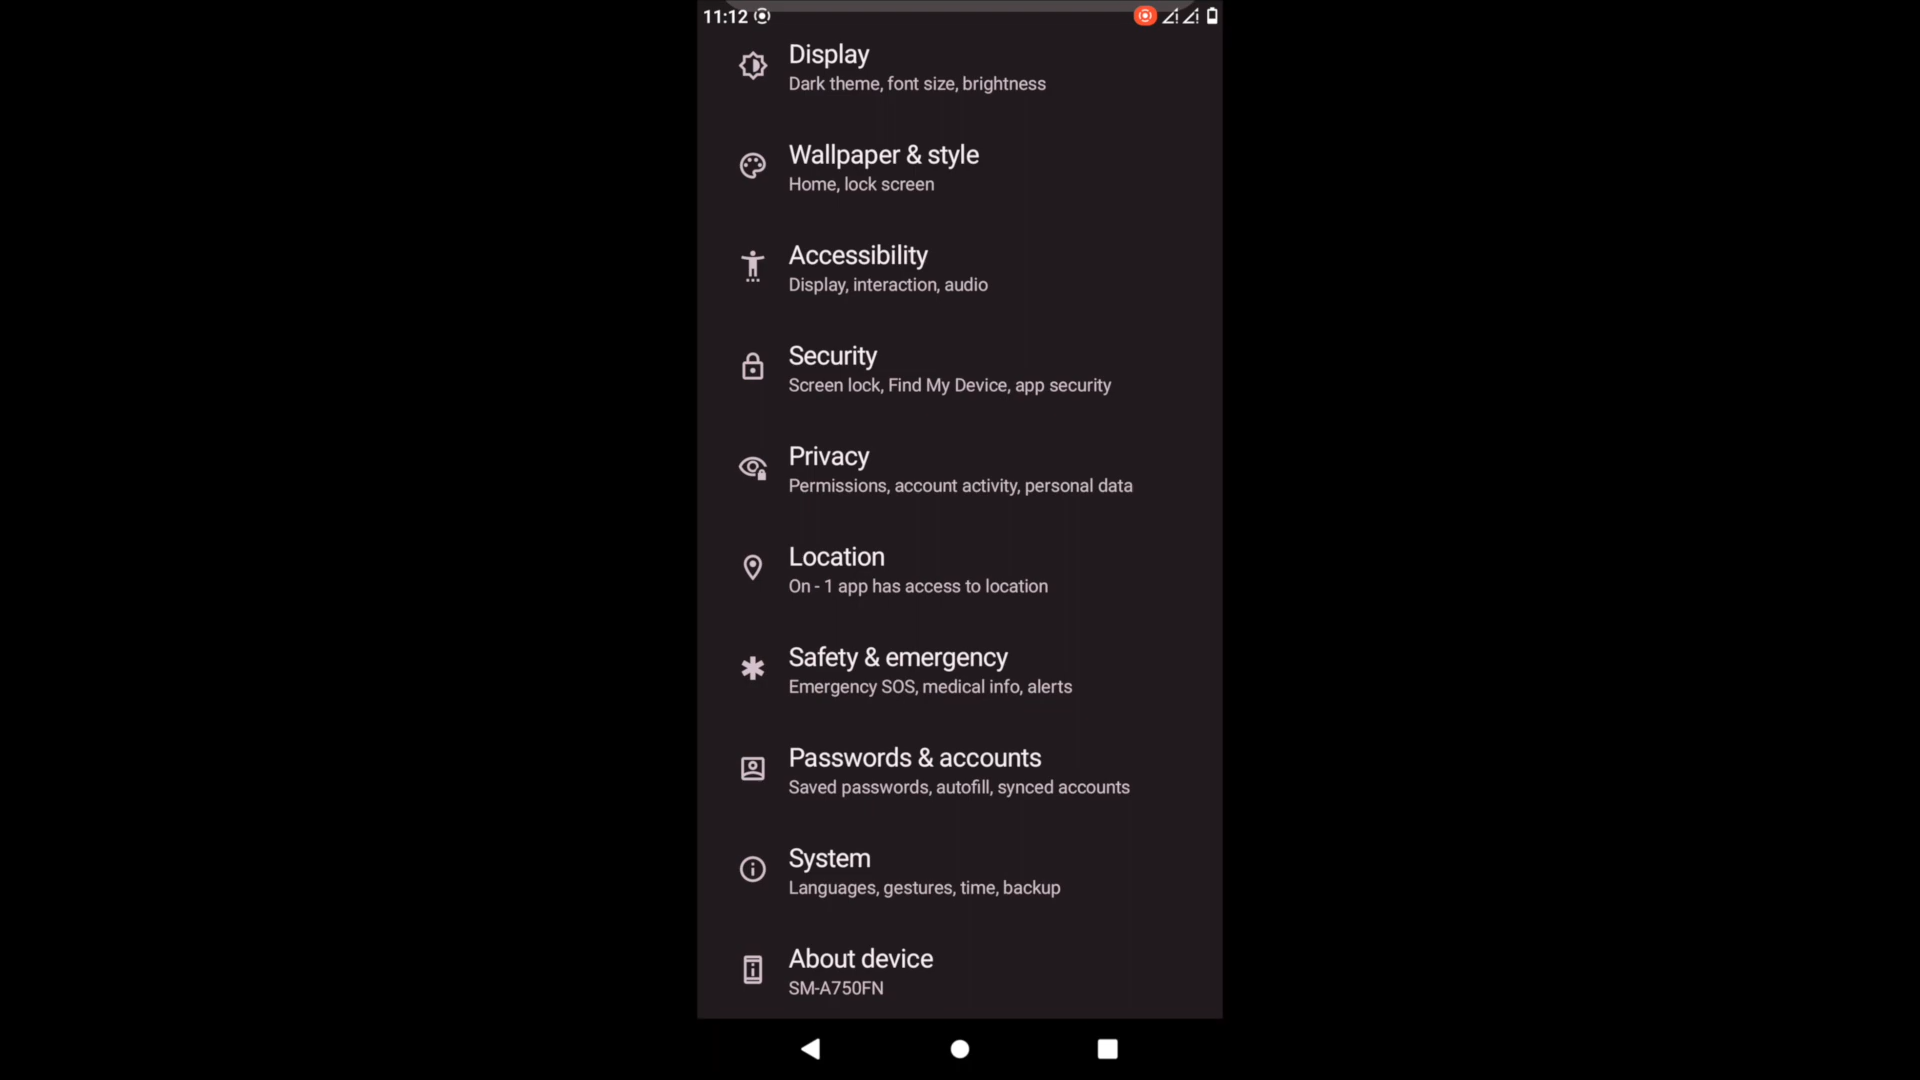 11:12
Display
Dark theme, font size, brightness
Wallpaper & style
Home, lock screen
Accessibility
Display, interaction, audio
Security
Screen lock, Find My Device, app security
Privacy
Permissions, account activity, personal data
Location
On - 1 app has access to location
Safety & emergency
Emergency SOS, medical info, alerts
Passwords & accounts
Saved passwords, autofill, synced accounts
System
Languages, gestures, time, backup
About device
SM-A750FN